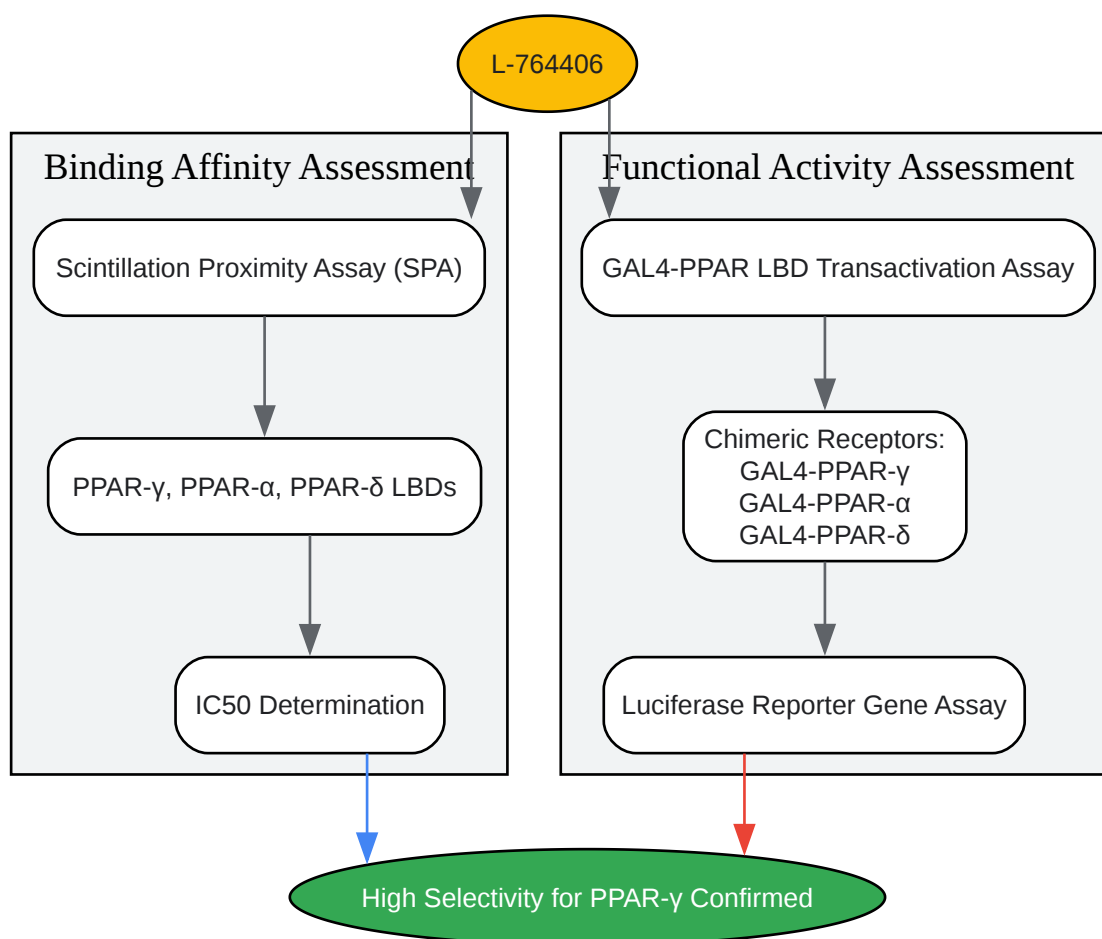 L-764406
Binding Affinity Assessment
Scintillation Proximity Assay (SPA)
PPAR-γ, PPAR-α, PPAR-δ LBDs
IC50 Determination
Functional Activity Assessment
GAL4-PPAR LBD Transactivation Assay
Chimeric Receptors:
GAL4-PPAR-γ
GAL4-PPAR-α
GAL4-PPAR-δ
Luciferase Reporter Gene Assay
High Selectivity for PPAR-γ Confirmed